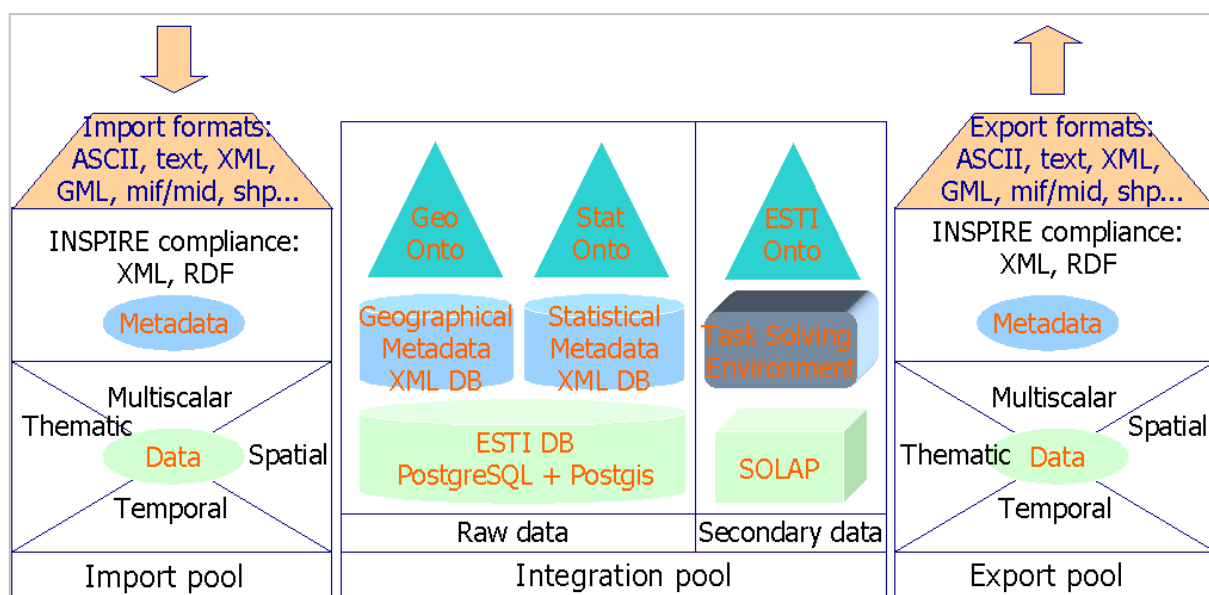 Import formats:
ASCII, text, XML,
GML, mif/mid, shp...
INSPIRE compliance:
XML, RDF
Metadata
Multiscalar
Thematic
Data
Spatial
Temporal
Import pool
Geo
Onto
Stat
Onto
ESTI
Onto
Geographical
Metadata
XML DB
Statistical
Metadata
XML DB
Task Solving
Environment
ESTI DB
PostgreSQL + Postgis
SOLAP
Raw data
Secondary data
Integration pool
Export formats:
ASCII, text, XML,
GML, mif/mid, shp...
INSPIRE compliance:
XML, RDF
Metadata
Multiscalar
Spatial
Thematic
Data
Temporal
Export pool